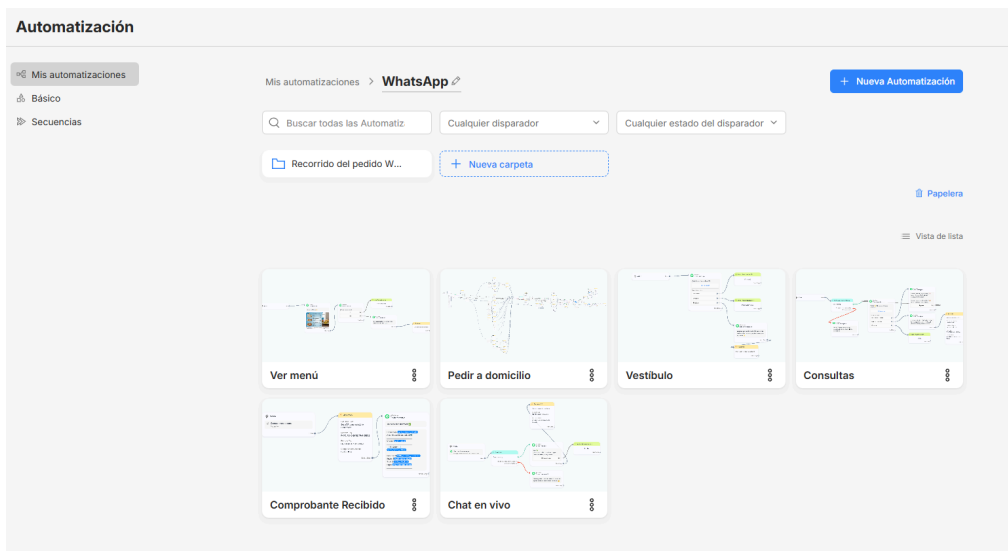 Automatización
Mis automatizaciones
Básico
Secuencias
Mis automatizaciones > WhatsApp
+ Nueva Automatización
Buscar todas las Automatiz
Cualquier disparador
Cualquier estado del disparador
Recorrido del pedido W...
+ Nueva carpeta
Papelera
Vista de lista
Ver menú
Pedir a domicilio
Vestíbulo
Consultas
Comprobante Recibido
Chat en vivo